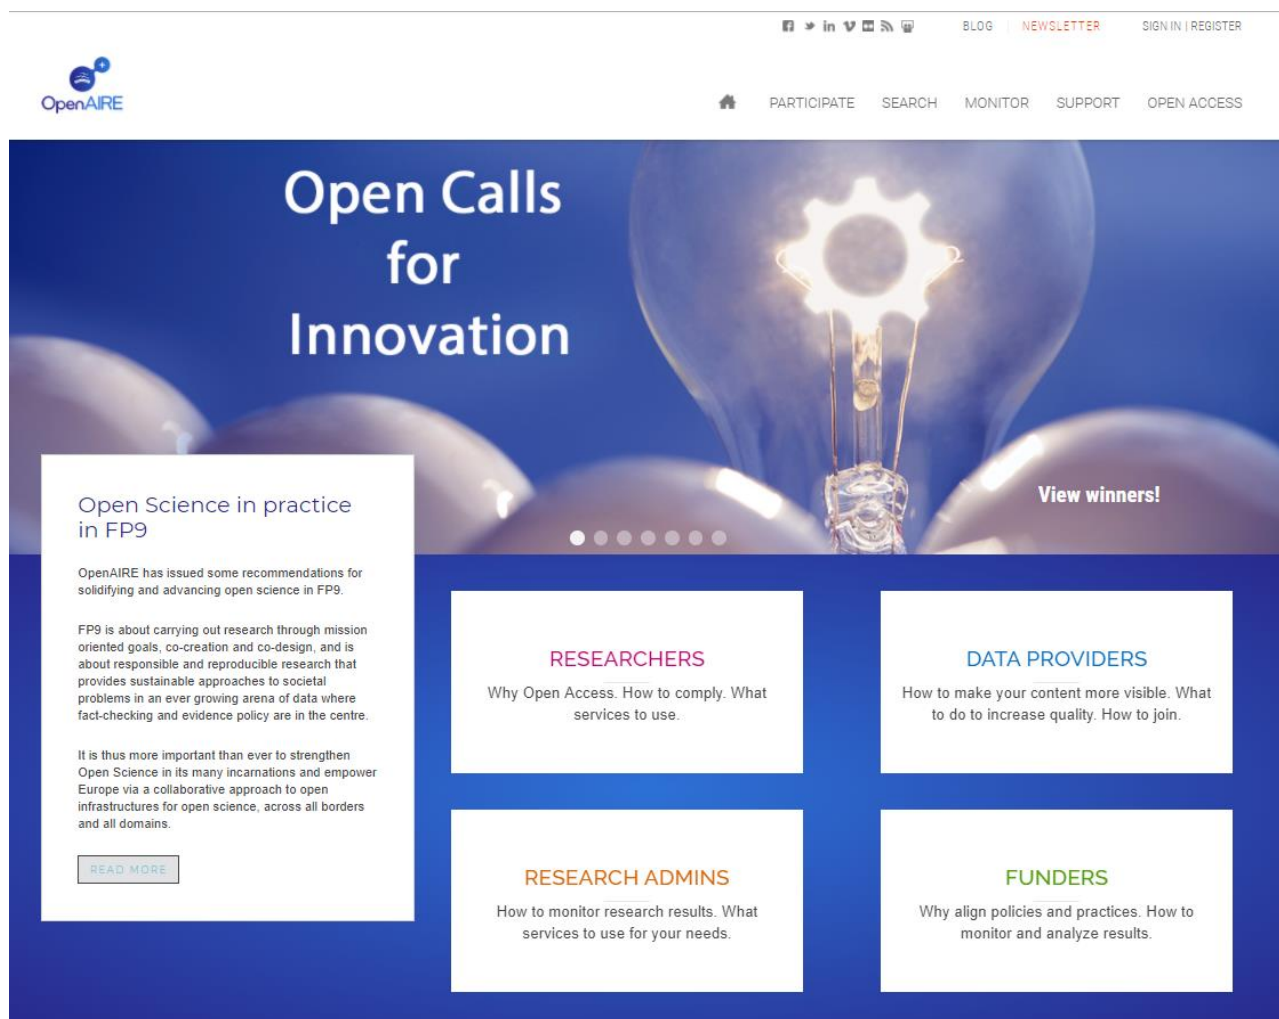 BLOG | NEWSLETTER
SIGN IN | REGISTER
OpenAIRE
PARTICIPATE SEARCH MONITOR SUPPORT OPEN ACCESS
Open Calls
for
Innovation
View winners!
Open Science in practice
in FP9
OpenAIRE has issued some recommendations for
solidifying and advancing open science in FP9.
FP9 is about carrying out research through mission
oriented goals, co-creation and co-design, and is
about responsible and reproducible research that
provides sustainable approaches to societal
problems in an ever growing arena of data where
fact-checking and evidence policy are in the centre.
It is thus more important than ever to strengthen
Open Science in its many incarnations and empower
Europe via a collaborative approach to open
infrastructures for open science, across all borders
and all domains.
READ MORE
RESEARCHERS
Why Open Access. How to comply. What
services to use.
DATA PROVIDERS
How to make your content more visible. What
to do to increase quality. How to join.
RESEARCH ADMINS
How to monitor research results. What
services to use for your needs.
FUNDERS
Why align policies and practices. How to
monitor and analyze results.